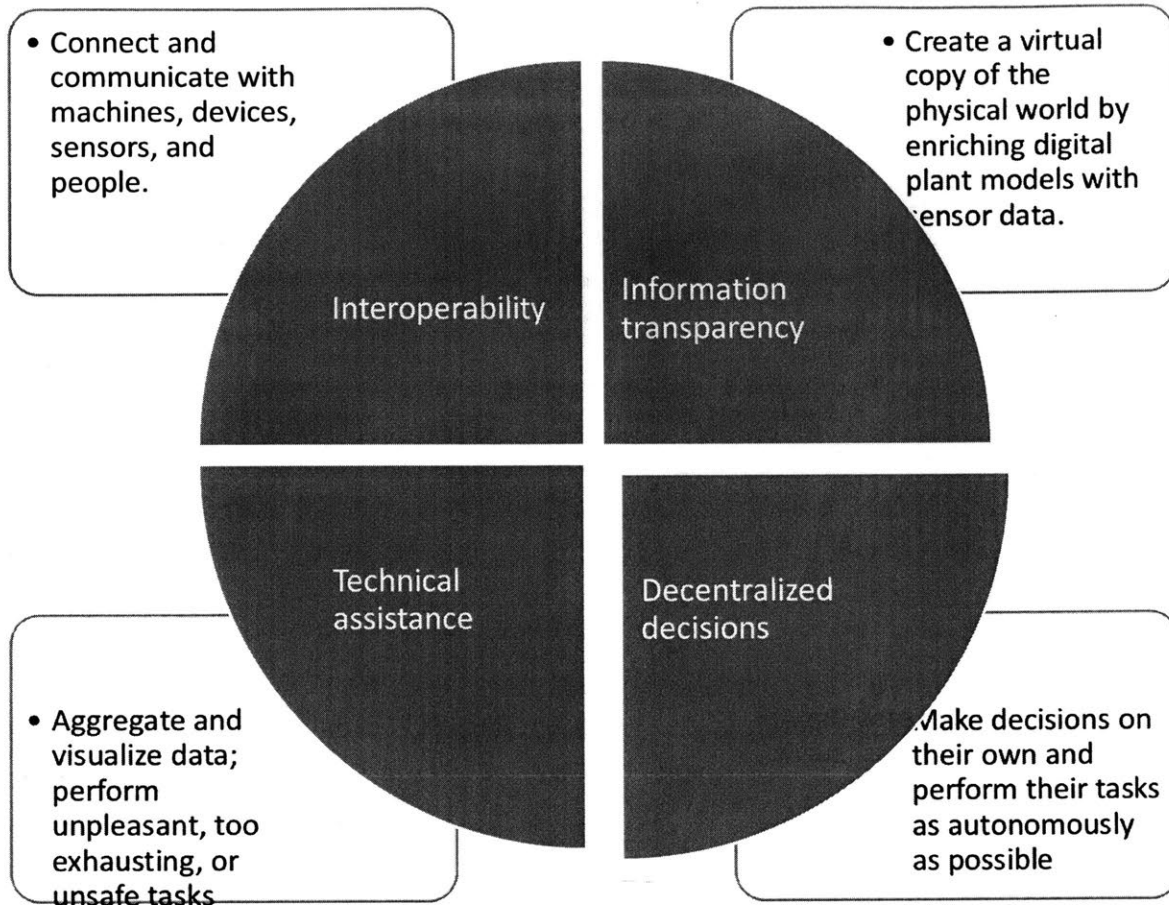 • Connect and
communicate with
machines, devices,
sensors, and
people.
• Create a virtual
copy of the
physical world by
enriching digital
plant models with
sensor data.
Interoperability
Information
transparency
Technical
assistance
Decentralized
decisions
• Aggregate and
visualize data;
perform
unpleasant, too
exhausting, or
unsafe tasks
Make decisions on
their own and
perform their tasks
as autonomously
as possible